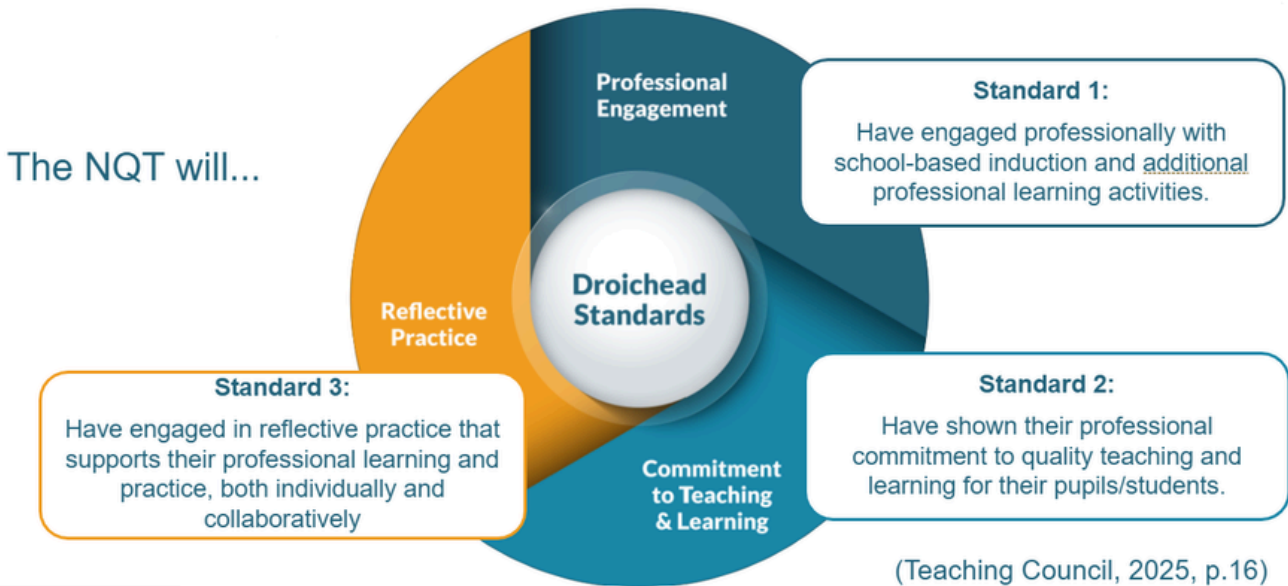 The NQT will...
Professional
Engagement
Standard 1:
Have engaged professionally with
school-based induction and additional
professional learning activities.
Droichead
Standards
Reflective
Practice
Standard 3:
Have engaged in reflective practice that
supports their professional learning and
practice, both individually and
collaboratively
Commitment
to Teaching
& Learning
Standard 2:
Have shown their professional
commitment to quality teaching and
learning for their pupils/students.
(Teaching Council, 2025, p.16)